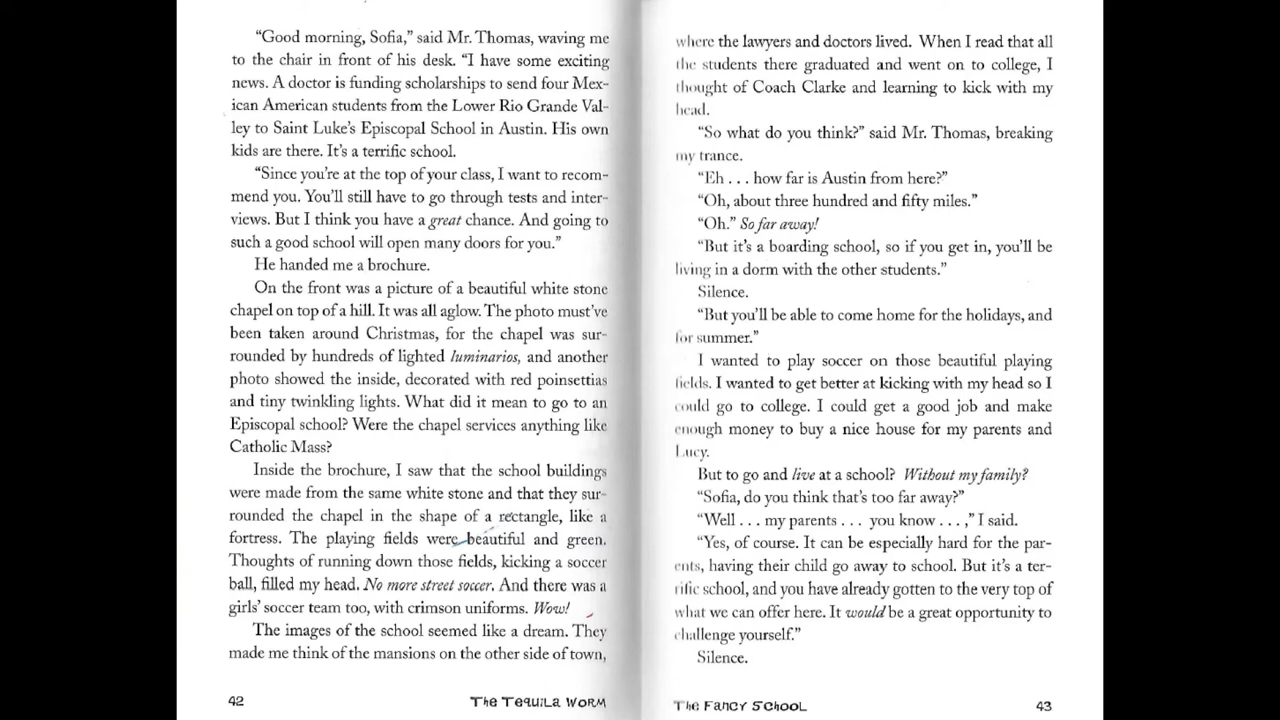 “Good morning, Sofia,” said Mr. Thomas, waving me
to the chair in front of his desk. “I have some exciting
news. A doctor is funding scholarships to send four Mex-
ican American students from the Lower Rio Grande Val-
ley to Saint Luke’s Episcopal School in Austin. His own
kids are there. It’s a terrific school.
“Since you’re at the top of your class, I want to recom-
mend you. You’ll still have to go through tests and inter-
views. But I think you have a great chance. And going to
such a good school will open many doors for you.”
He handed me a brochure.
On the front was a picture of a beautiful white stone
chapel on top of a hill. It was all aglow. The photo must’ve
been taken around Christmas, for the chapel was sur-
rounded by hundreds of lighted luminarios, and another
photo showed the inside, decorated with red poinsettias
and tiny twinkling lights. What did it mean to go to an
Episcopal school? Were the chapel services anything like
Catholic Mass?
Inside the brochure, I saw that the school buildings
were made from the same white stone and that they sur-
rounded the chapel in the shape of a rectangle, like a
fortress. The playing fields were beautiful and green.
Thoughts of running down those fields, kicking a soccer
ball, filled my head. No more street soccer. And there was a
girls’ soccer team too, with crimson uniforms. Wow!
The images of the school seemed like a dream. They
made me think of the mansions on the other side of town,
42 The Tequila Worm
where the lawyers and doctors lived. When I read that all
the students there graduated and went on to college, I
thought of Coach Clarke and learning to kick with my
head.
“So what do you think?” said Mr. Thomas, breaking
my trance.
“Eh . . . how far is Austin from here?”
“Oh, about three hundred and fifty miles.”
“Oh.” So far away!
“But it’s a boarding school, so if you get in, you’ll be
living in a dorm with the other students.”
Silence.
“But you’ll be able to come home for the holidays, and
for summer.”
I wanted to play soccer on those beautiful playing
fields. I wanted to get better at kicking with my head so I
could go to college. I could get a good job and make
enough money to buy a nice house for my parents and
Lucy.
But to go and live at a school? Without my family?
“Sofia, do you think that’s too far away?”
“Well . . . my parents . . . you know . . . ,” I said.
“Yes, of course. It can be especially hard for the par-
ents, having their child go away to school. But it’s a ter-
rific school, and you have already gotten to the very top of
what we can offer here. It would be a great opportunity to
challenge yourself.”
Silence.
The Fancy School 43